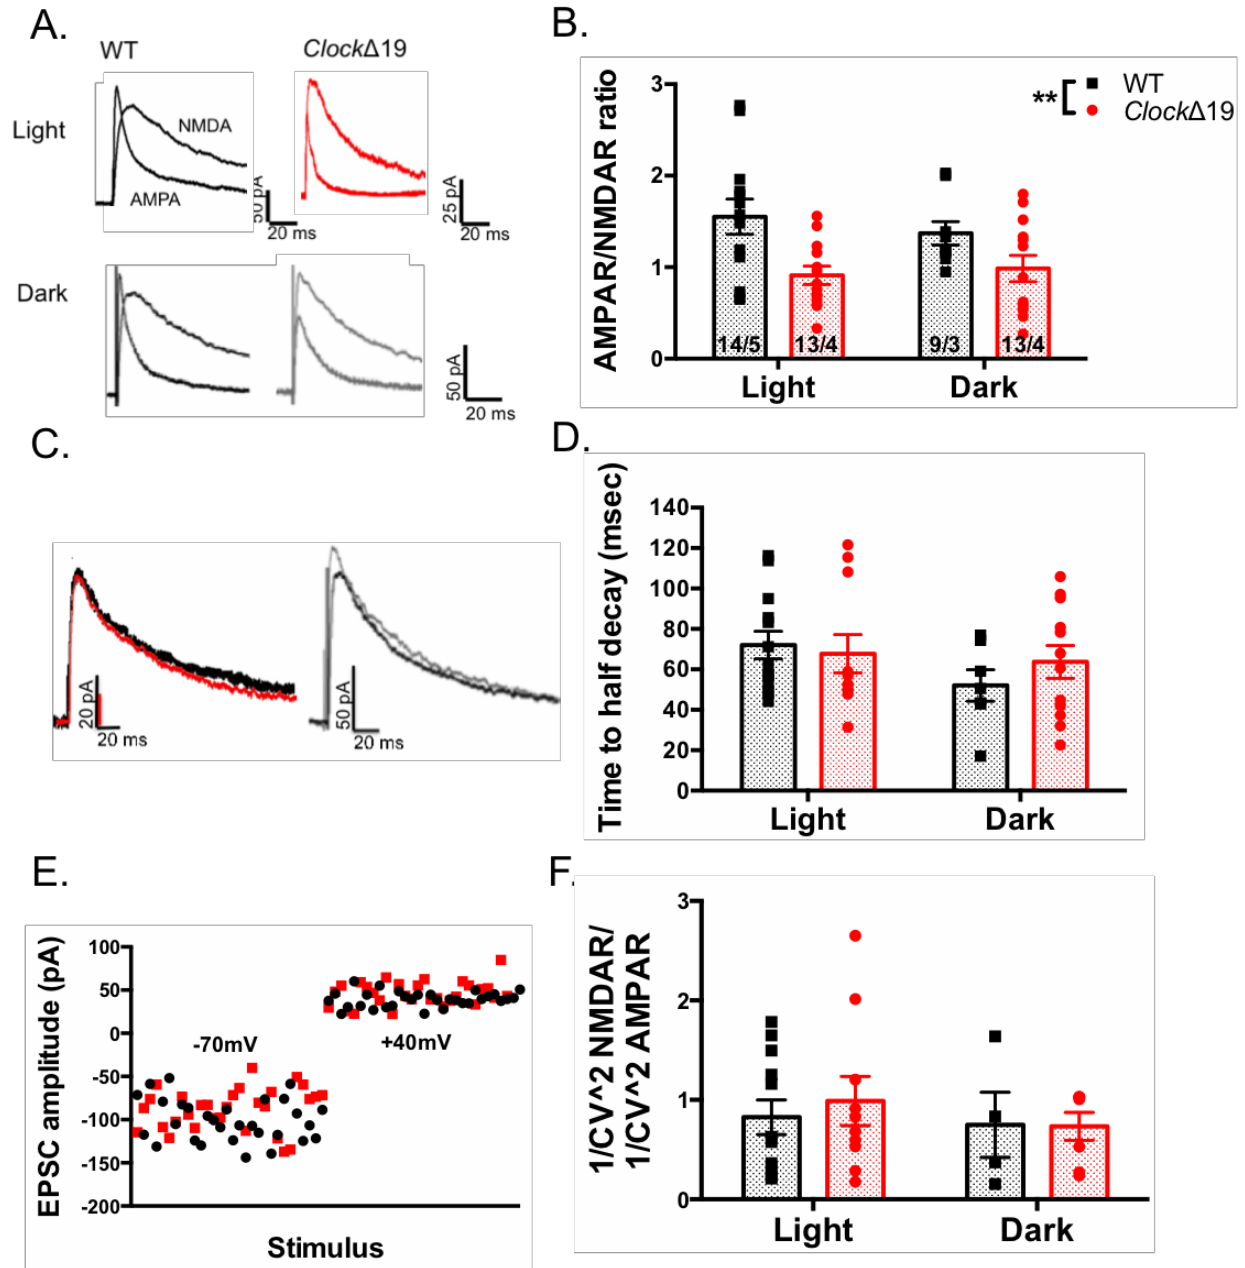 A.
WT
ClockΔ19
Light
NMDA
AMPA
50 pA
20 ms
25 pA
20 ms
Dark
50 pA
20 ms
B.
AMPAR/NMDAR ratio
3
2
1
0
**
WT
ClockΔ19
14/5
13/4
9/3
13/4
Light
Dark
C.
20 pA
20 ms
50 pA
20 ms
D.
Time to half decay (msec)
140
120
100
80
60
40
20
0
Light
Dark
E.
EPSC amplitude (pA)
100
50
0
-50
-100
-150
-200
-70mV
+40mV
Stimulus
F.
1/CV^2 NMDAR/
1/CV^2 AMPAR
3
2
1
0
Light
Dark